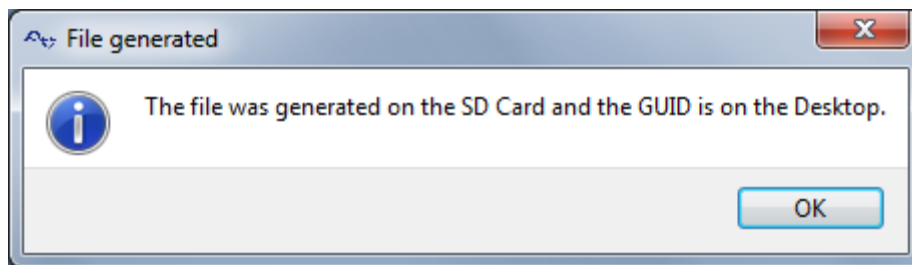 File generated
The file was generated on the SD Card and the GUID is on the Desktop.
OK